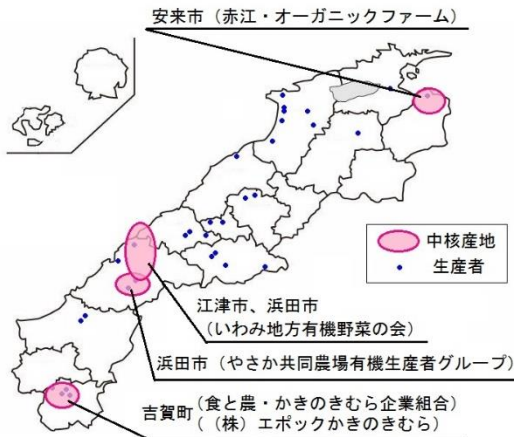 安来市（赤江・オーガニックファーム）
中核産地
生産者
江津市、浜田市
（いわみ地方有機野菜の会）
浜田市（やさか共同農場有機生産者グループ）
吉賀町（食と農・かきのきむら企業組合）
（（株）エポックかきのきむら）